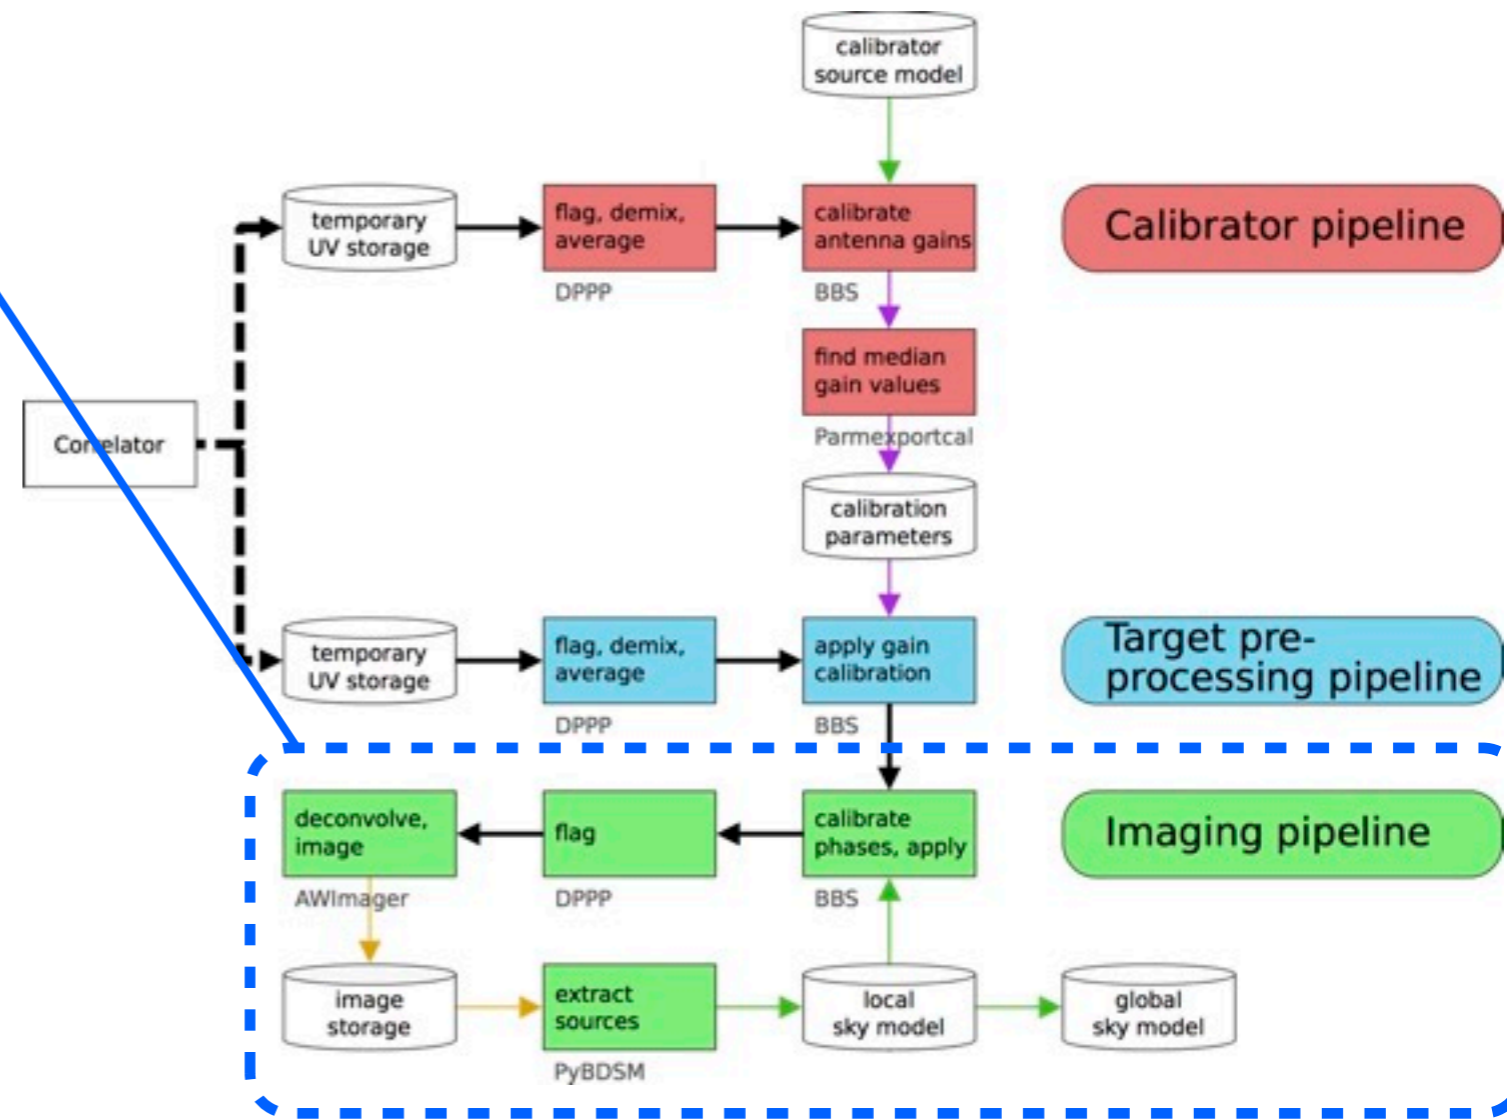 calibrator
source model
temporary
UV storage
flag, demix,
average
DPPP
calibrate
antenna gains
BBS
Calibrator pipeline
find median
gain values
Parmexportcal
Correlator
calibration
parameters
temporary
UV storage
flag, demix,
average
DPPP
apply gain
calibration
BBS
Target pre-
processing pipeline
deconvolve,
image
AWImager
flag
DPPP
calibrate
phases, apply
BBS
Imaging pipeline
image
storage
extract
sources
PyBDSM
local
sky model
global
sky model